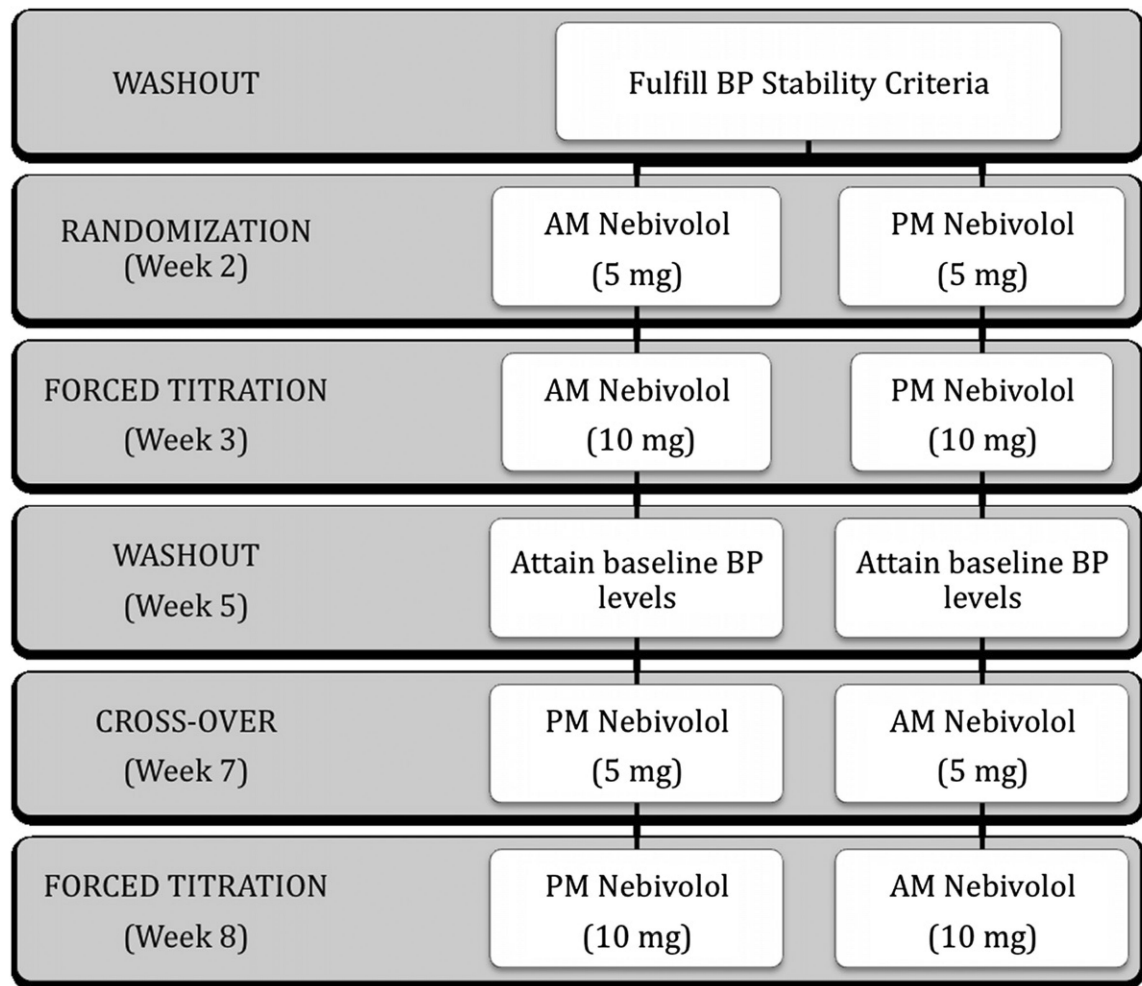 WASHOUT
Fulfill BP Stability Criteria
RANDOMIZATION
(Week 2)
AM Nebivolol
(5 mg)
PM Nebivolol
(5 mg)
FORCED TITRATION
(Week 3)
AM Nebivolol
(10 mg)
PM Nebivolol
(10 mg)
WASHOUT
(Week 5)
Attain baseline BP
levels
Attain baseline BP
levels
CROSS-OVER
(Week 7)
PM Nebivolol
(5 mg)
AM Nebivolol
(5 mg)
FORCED TITRATION
(Week 8)
PM Nebivolol
(10 mg)
AM Nebivolol
(10 mg)